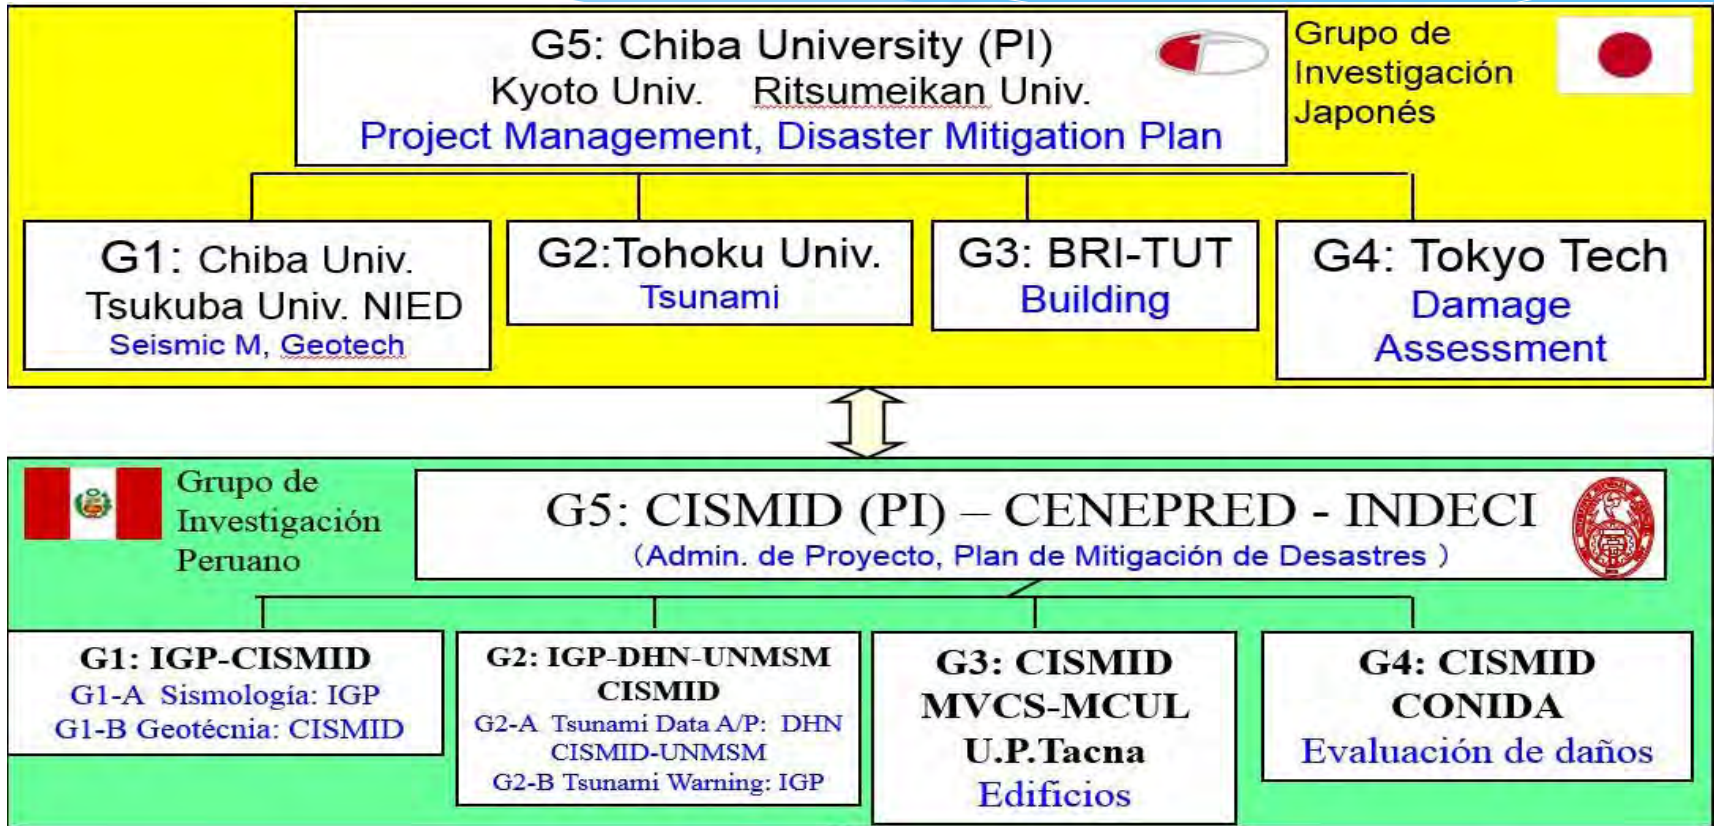 G5: Chiba University (PI)
Kyoto Univ. Ritsumeikan Univ.
Project Management, Disaster Mitigation Plan
Grupo de
Investigación
Japonés
G1: Chiba Univ.
Tsukuba Univ. NIED
Seismic M, Geotech
G2:Tohoku Univ.
Tsunami
G3: BRI-TUT
Building
G4: Tokyo Tech
Damage
Assessment
Grupo de
Investigación
Peruano
G5: CISMID (PI) – CENEPRED - INDECI
(Admin. de Proyecto, Plan de Mitigación de Desastres )
G1: IGP-CISMID
G1-A Sismología: IGP
G1-B Geotécnia: CISMID
G2: IGP-DHN-UNMSM
CISMID
G2-A Tsunami Data A/P: DHN
CISMID-UNMSM
G2-B Tsunami Warning: IGP
G3: CISMID
MVCS-MCUL
U.P.Tacna
Edificios
G4: CISMID
CONIDA
Evaluación de daños